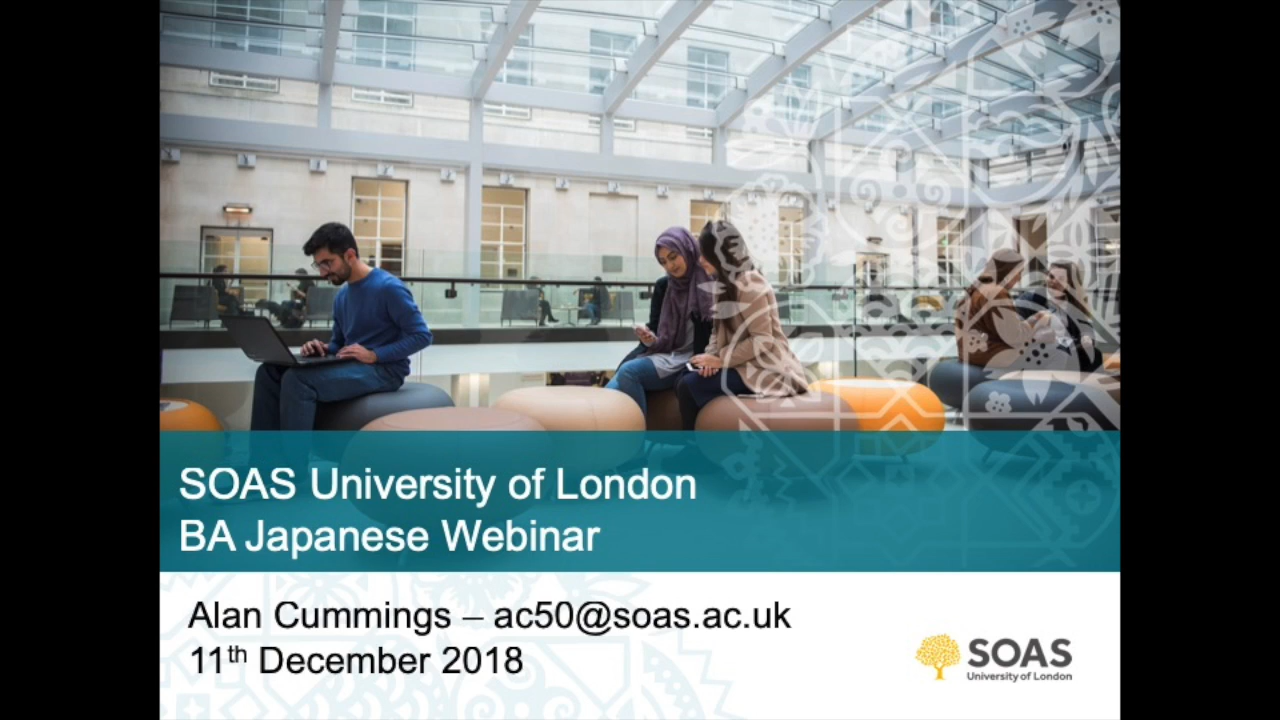 SOAS University of London
BA Japanese Webinar
Alan Cummings – ac50@soas.ac.uk
11th December 2018
SOAS
University of London